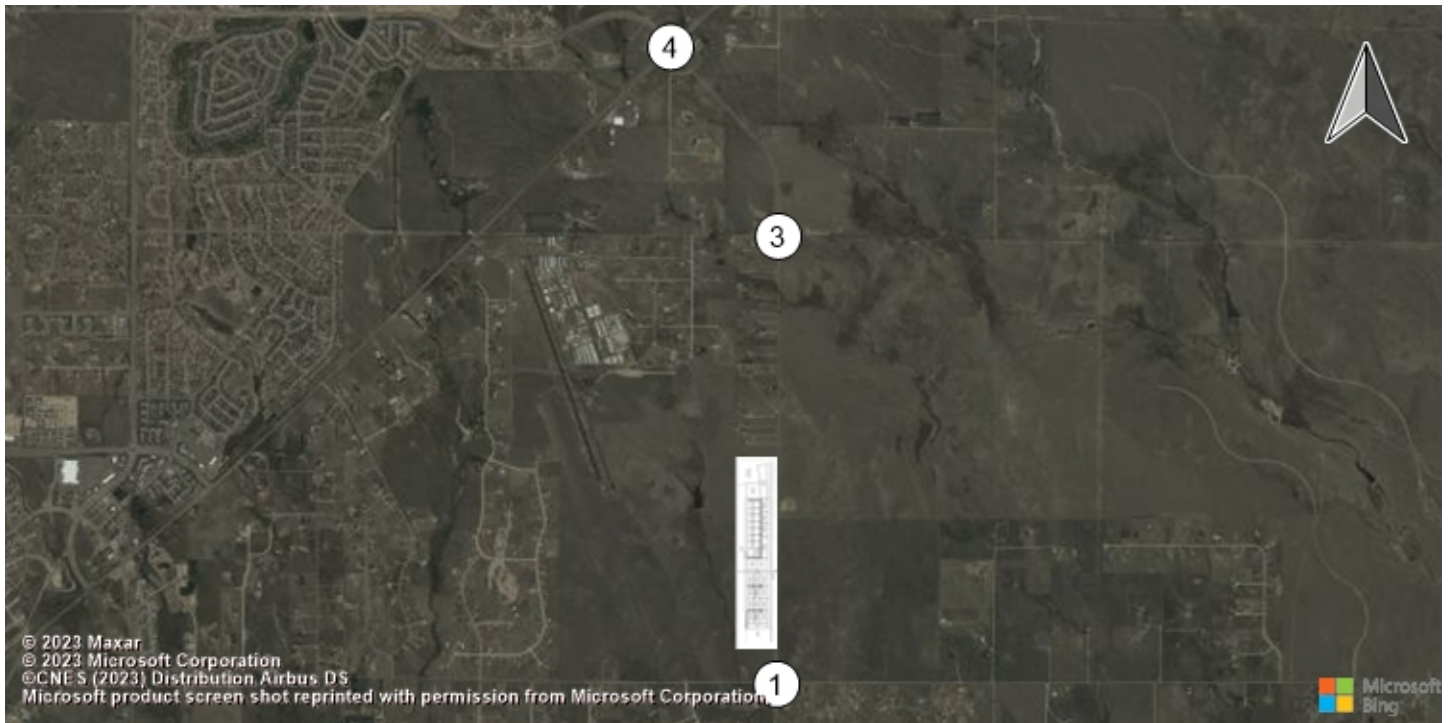 4
3
1
© 2023 Maxar
© 2023 Microsoft Corporation
©CNES (2023) Distribution Airbus DS
Microsoft product screen shot reprinted with permission from Microsoft Corporation
Microsoft
Bing